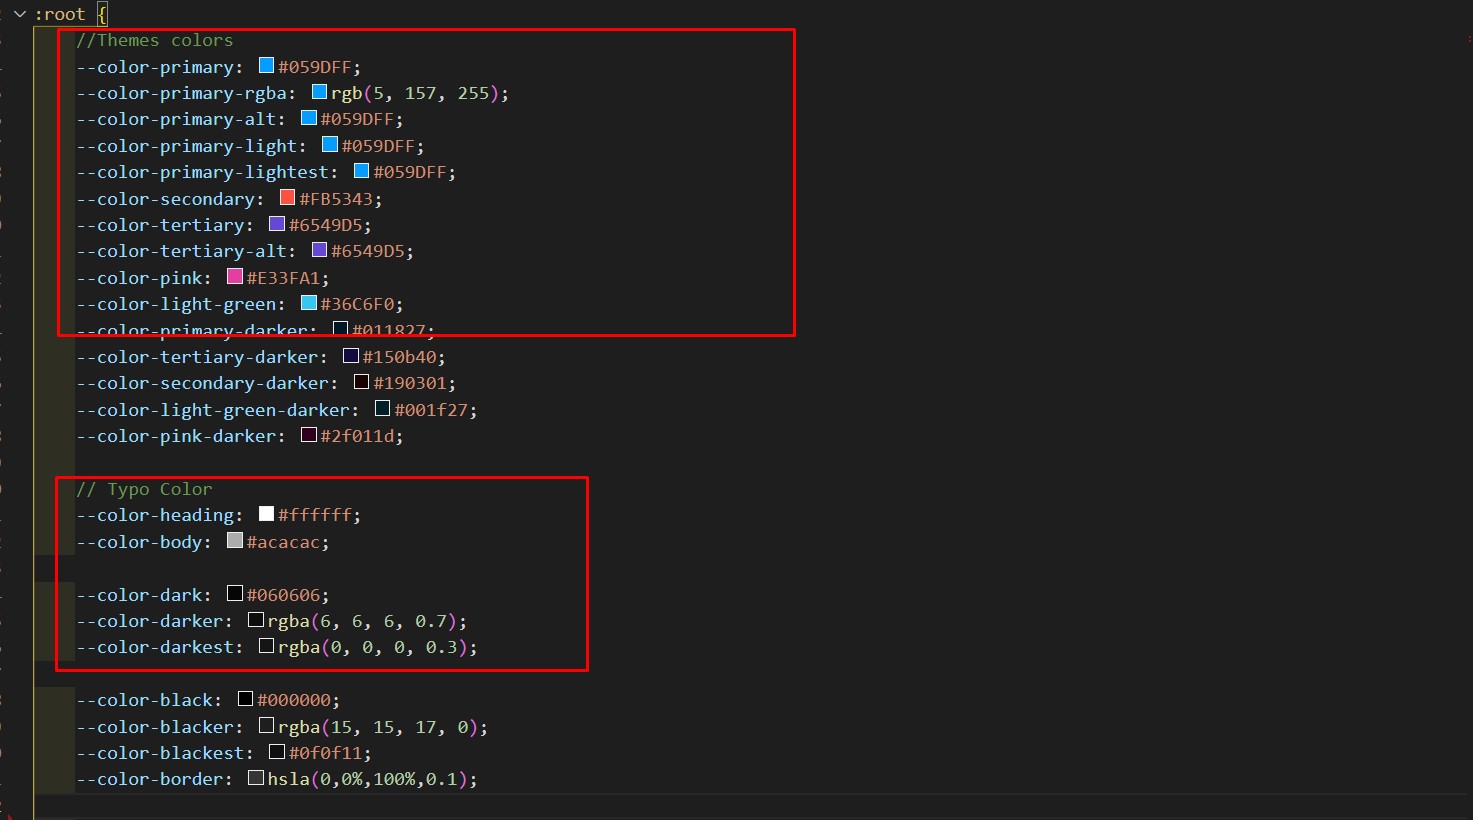 :root {
//Themes colors
--color-primary: #059DFF;
--color-primary-rgba: rgb(5, 157, 255);
--color-primary-alt: #059DFF;
--color-primary-light: #059DFF;
--color-primary-lightest: #059DFF;
--color-secondary: #FB5343;
--color-tertiary: #6549D5;
--color-tertiary-alt: #6549D5;
--color-pink: #E33FA1;
--color-light-green: #36C6F0;
--color-primary-darker: #011827;
--color-tertiary-darker: #150b40;
--color-secondary-darker: #190301;
--color-light-green-darker: #001f27;
--color-pink-darker: #2f011d;
// Typo Color
--color-heading: #ffffff;
--color-body: #acacac;
--color-dark: #060606;
--color-darker: rgba(6, 6, 6, 0.7);
--color-darkest: rgba(0, 0, 0, 0.3);
--color-black: #000000;
--color-blacker: rgba(15, 15, 17, 0);
--color-blackest: #0f0f11;
--color-border: hsla(0,0%,100%,0.1);